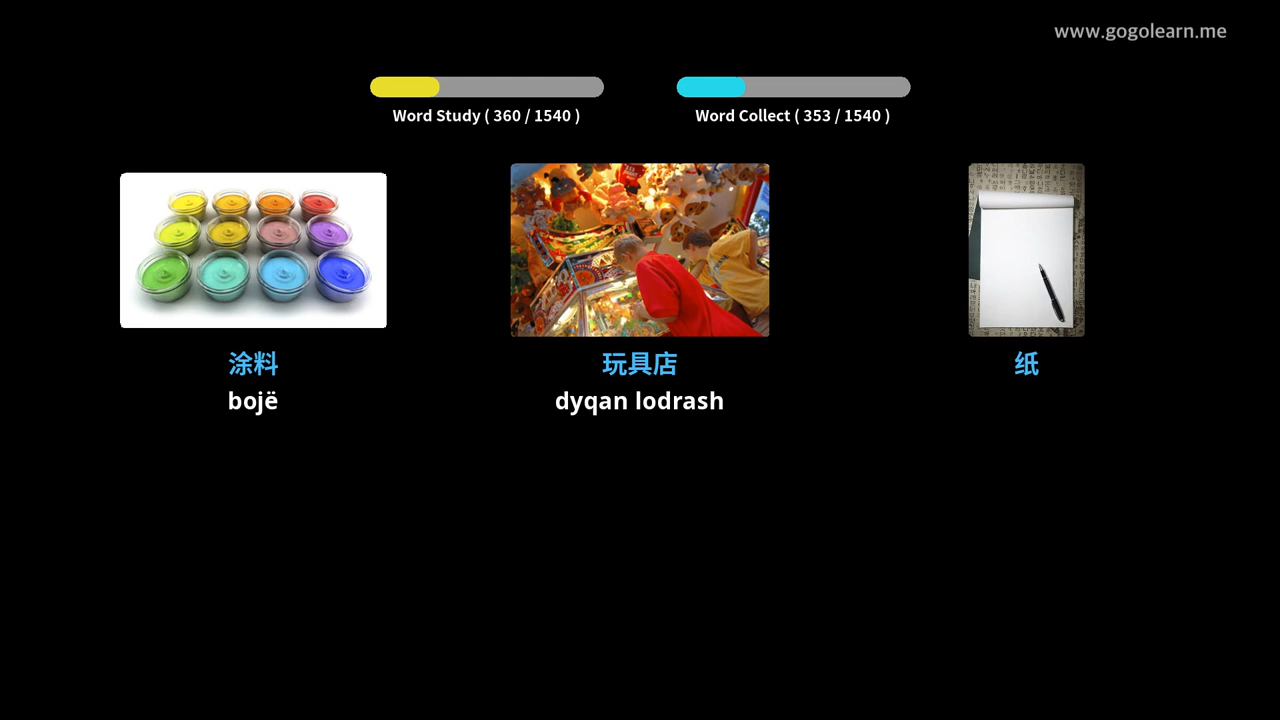 www.gogolearn.me
Word Study ( 360 / 1540 )
Word Collect ( 353 / 1540 )
涂料
玩具店
纸
bojë
dyqan lodrash